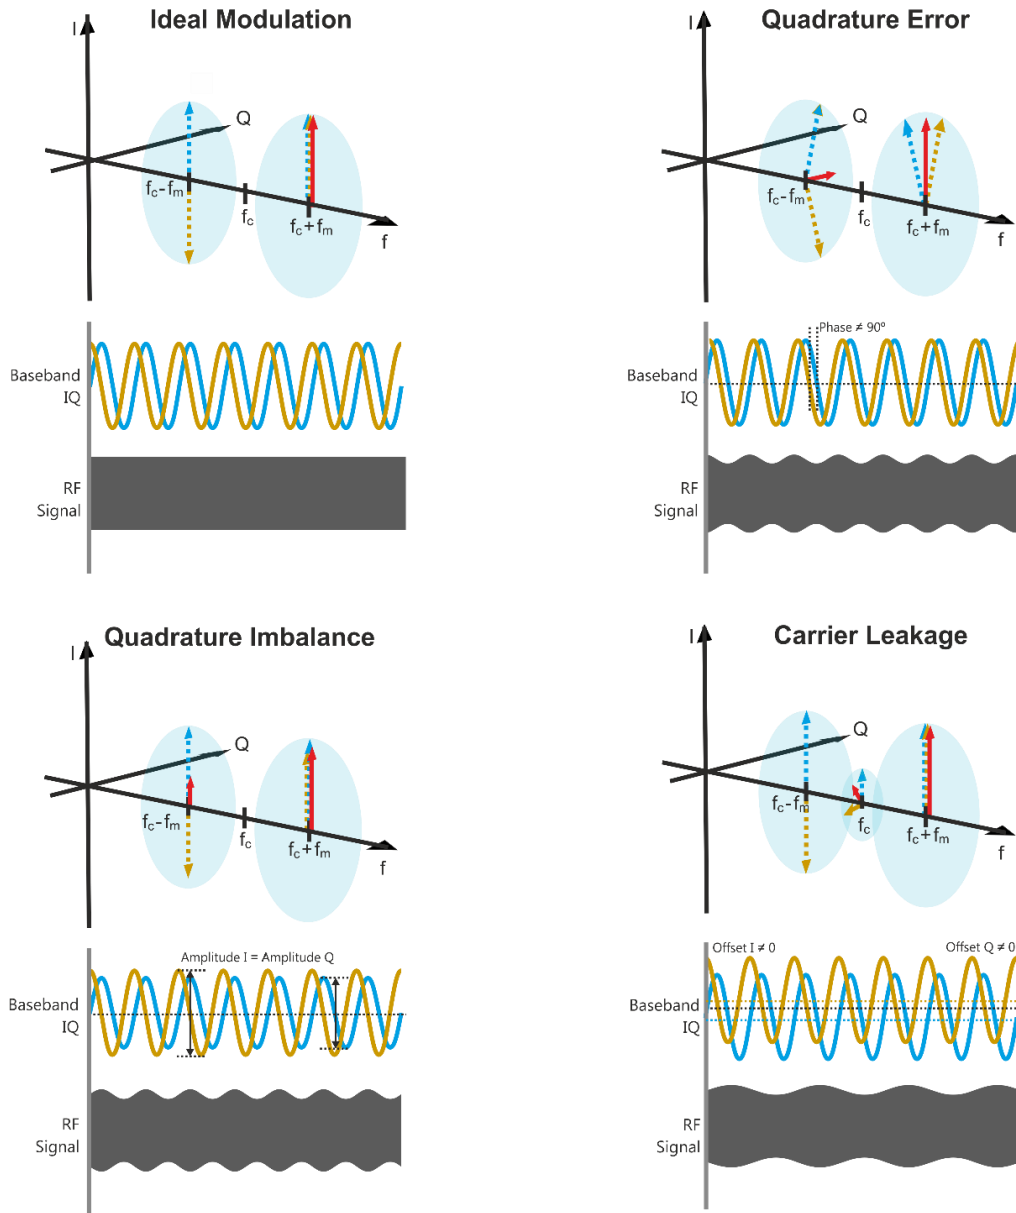 Ideal Modulation
I
Q
fc-fm
fc
fc+fm
f
Baseband
IQ
RF
Signal
Quadrature Error
I
Q
fc-fm
fc
fc+fm
f
Phase ≠ 90°
Baseband
IQ
RF
Signal
Quadrature Imbalance
I
Q
fc-fm
fc
fc+fm
f
Amplitude I = Amplitude Q
Baseband
IQ
RF
Signal
Carrier Leakage
I
Q
fc-fm
fc
fc+fm
f
Offset I ≠ 0
Offset Q ≠ 0
Baseband
IQ
RF
Signal